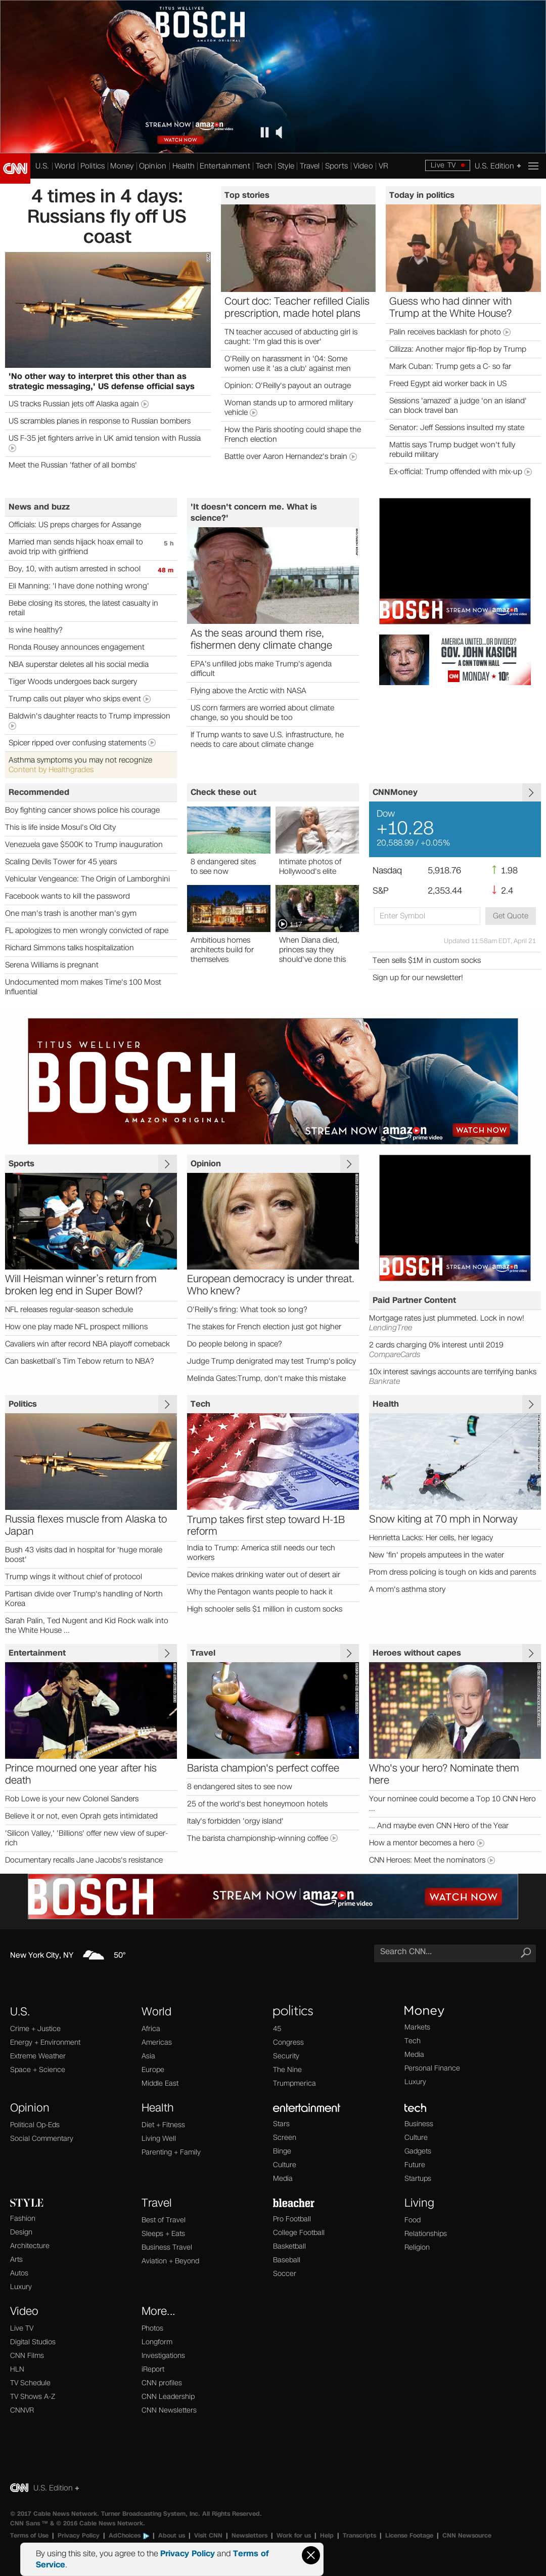 TITUS WELLIVER
BOSCH
AMAZON ORIGINAL
STREAM NOW
amazon
prime video
WATCH NOW
CNN
U.S. World Politics Money Opinion Health Entertainment Tech Style Travel Sports Video VR
Live TV
U.S. Edition +
4 times in 4 days:
Russians fly off US
coast
'No other way to interpret this other than as
strategic messaging,' US defense official says
US tracks Russian jets off Alaska again
US scrambles planes in response to Russian bombers
US F-35 jet fighters arrive in UK amid tension with Russia
Meet the Russian 'father of all bombs'
Top stories
Court doc: Teacher refilled Cialis
prescription, made hotel plans
TN teacher accused of abducting girl is
caught: 'I'm glad this is over'
O'Reilly on harassment in '04: Some
women use it 'as a club' against men
Opinion: O'Reilly's payout an outrage
Woman stands up to armored military
vehicle
How the Paris shooting could shape the
French election
Battle over Aaron Hernandez's brain
Today in politics
Guess who had dinner with
Trump at the White House?
Palin receives backlash for photo
Cillizza: Another major flip-flop by Trump
Mark Cuban: Trump gets a C- so far
Freed Egypt aid worker back in US
Sessions 'amazed' a judge 'on an island'
can block travel ban
Senator: Jeff Sessions insulted my state
Mattis says Trump budget won't fully
rebuild military
Ex-official: Trump offended with mix-up
News and buzz
Officials: US preps charges for Assange
Married man sends hijack hoax email to
avoid trip with girlfriend
5 h
Boy, 10, with autism arrested in school
48 m
Eli Manning: 'I have done nothing wrong'
Bebe closing its stores, the latest casualty in
retail
Is wine healthy?
Ronda Rousey announces engagement
NBA superstar deletes all his social media
Tiger Woods undergoes back surgery
Trump calls out player who skips event
Baldwin's daughter reacts to Trump impression
Spicer ripped over confusing statements
Asthma symptoms you may not recognize
Content by Healthgrades
'It doesn't concern me. What is
science?'
As the seas around them rise,
fishermen deny climate change
EPA's unfilled jobs make Trump's agenda
difficult
Flying above the Arctic with NASA
US corn farmers are worried about climate
change, so you should be too
If Trump wants to save U.S. infrastructure, he
needs to care about climate change
BOSCH
STREAM NOW
amazon
prime video
AMERICA UNITED...OR DIVIDED?
GOV. JOHN KASICH
A CNN TOWN HALL
CNN MONDAY
Recommended
Boy fighting cancer shows police his courage
This is life inside Mosul's Old City
Venezuela gave $500K to Trump inauguration
Scaling Devils Tower for 45 years
Vehicular Vengeance: The Origin of Lamborghini
Facebook wants to kill the password
One man's trash is another man's gym
FL apologizes to men wrongly convicted of rape
Richard Simmons talks hospitalization
Serena Williams is pregnant
Undocumented mom makes Time's 100 Most
Influential
Check these out
8 endangered sites
to see now
Intimate photos of
Hollywood's elite
Ambitious homes
architects build for
themselves
1:17
When Diana died,
princes say they
should've done this
CNNMoney
Dow
+10.28
20,588.99 / +0.05%
Nasdaq 5,918.76 1.98
S&P 2,353.44 2.4
Enter Symbol
Get Quote
Updated 11:58am EDT, April 21
Teen sells $1M in custom socks
Sign up for our newsletter!
TITUS WELLIVER
BOSCH
AMAZON ORIGINAL
STREAM NOW
amazon
prime video
WATCH NOW
Sports
Will Heisman winner's return from
broken leg end in Super Bowl?
NFL releases regular-season schedule
How one play made NFL prospect millions
Cavaliers win after record NBA playoff comeback
Can basketball's Tim Tebow return to NBA?
Opinion
European democracy is under threat.
Who knew?
O'Reilly's firing: What took so long?
The stakes for French election just got higher
Do people belong in space?
Judge Trump denigrated may test Trump's policy
Melinda Gates:Trump, don't make this mistake
BOSCH
STREAM NOW
amazon
prime video
Paid Partner Content
Mortgage rates just plummeted. Lock in now!
LendingTree
2 cards charging 0% interest until 2019
CompareCards
10x interest savings accounts are terrifying banks
Bankrate
Politics
Russia flexes muscle from Alaska to
Japan
Bush 43 visits dad in hospital for 'huge morale
boost'
Trump wings it without chief of protocol
Partisan divide over Trump's handling of North
Korea
Sarah Palin, Ted Nugent and Kid Rock walk into
the White House ...
Tech
Trump takes first step toward H-1B
reform
India to Trump: America still needs our tech
workers
Device makes drinking water out of desert air
Why the Pentagon wants people to hack it
High schooler sells $1 million in custom socks
Health
Snow kiting at 70 mph in Norway
Henrietta Lacks: Her cells, her legacy
New 'fin' propels amputees in the water
Prom dress policing is tough on kids and parents
A mom's asthma story
Entertainment
Prince mourned one year after his
death
Rob Lowe is your new Colonel Sanders
Believe it or not, even Oprah gets intimidated
'Silicon Valley,' 'Billions' offer new view of super-
rich
Documentary recalls Jane Jacobs's resistance
Travel
Barista champion's perfect coffee
8 endangered sites to see now
25 of the world's best honeymoon hotels
Italy's forbidden 'orgy island'
The barista championship-winning coffee
Heroes without capes
Who's your hero? Nominate them
here
Your nominee could become a Top 10 CNN Hero
...
... And maybe even CNN Hero of the Year
How a mentor becomes a hero
CNN Heroes: Meet the nominators
BOSCH
STREAM NOW
amazon
prime video
WATCH NOW
New York City, NY
50°
Search CNN...
U.S.
Crime + Justice
Energy + Environment
Extreme Weather
Space + Science
World
Africa
Americas
Asia
Europe
Middle East
politics
45
Congress
Security
The Nine
Trumpmerica
Money
Markets
Tech
Media
Personal Finance
Luxury
Opinion
Political Op-Eds
Social Commentary
Health
Diet + Fitness
Living Well
Parenting + Family
entertainment
Stars
Screen
Binge
Culture
Media
tech
Business
Culture
Gadgets
Future
Startups
STYLE
Fashion
Design
Architecture
Arts
Autos
Luxury
Travel
Best of Travel
Sleeps + Eats
Business Travel
Aviation + Beyond
bleacher
Pro Football
College Football
Basketball
Baseball
Soccer
Living
Food
Relationships
Religion
Video
Live TV
Digital Studios
CNN Films
HLN
TV Schedule
TV Shows A-Z
CNNVR
More...
Photos
Longform
Investigations
iReport
CNN profiles
CNN Leadership
CNN Newsletters
CNN U.S. Edition +
© 2017 Cable News Network. Turner Broadcasting System, Inc. All Rights Reserved.
CNN Sans ™ & © 2016 Cable News Network.
Terms of Use | Privacy Policy | AdChoices | About us | Visit CNN | Newsletters | Work for us | Help | Transcripts | License Footage | CNN Newsource
By using this site, you agree to the Privacy Policy and Terms of
Service.